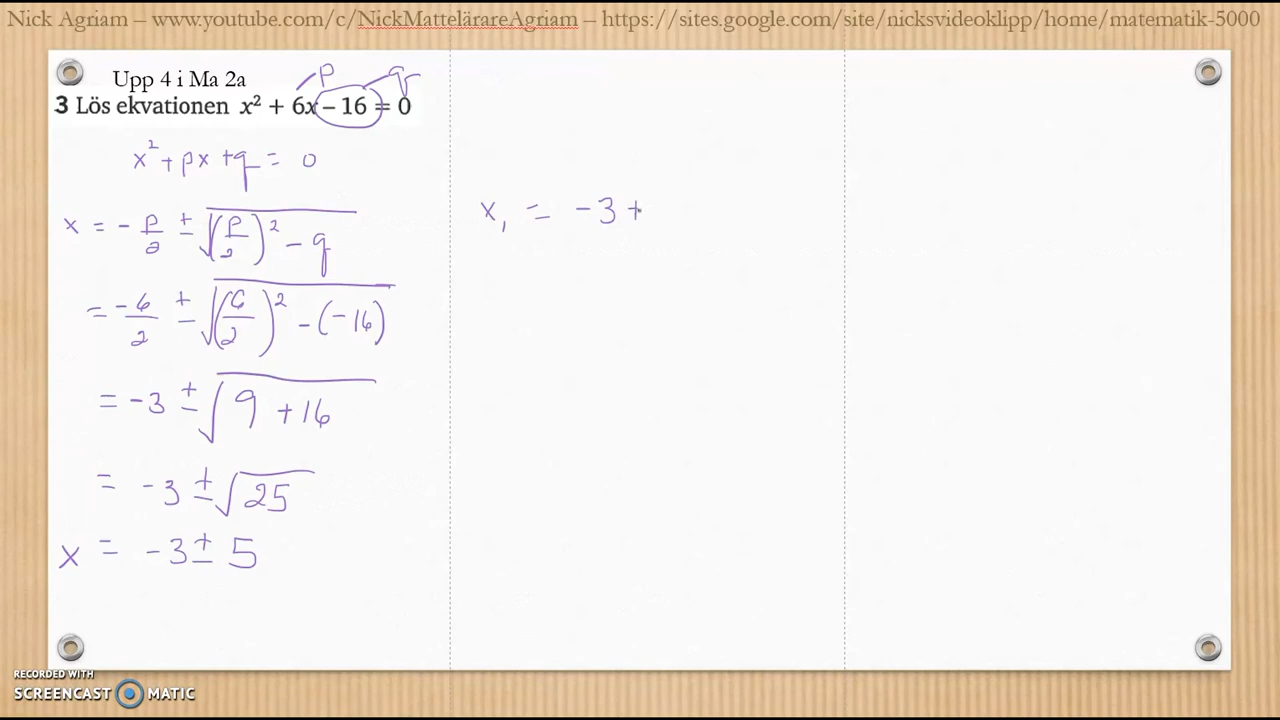 Nick Agriam – www.youtube.com/c/NickMattelärareAgriam – https://sites.google.com/site/nicksvideoklipp/home/matematik-5000
Upp 4 i Ma 2a
p q
3 Lös ekvationen x² + 6x – 16 = 0
x² + px + q = 0
x = - p/2 ± √((p/2)² - q)
= -6/2 ± √((6/2)² - (-16))
= -3 ± √(9 + 16)
= -3 ± √25
x = -3 ± 5
x₁ = -3 +
RECORDED WITH
SCREENCAST MATIC